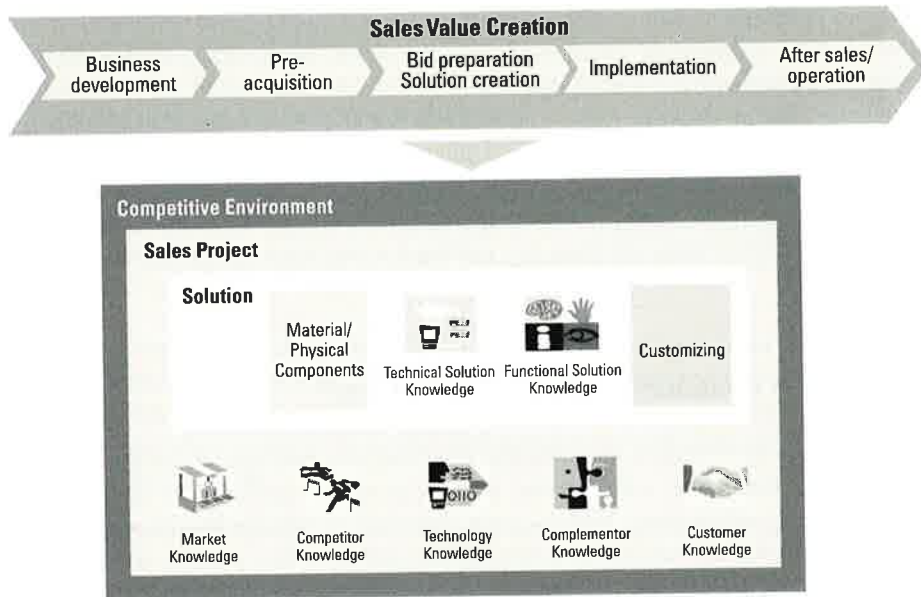 Sales Value Creation
Business
development
Pre-
acquisition
Bid preparation
Solution creation
Implementation
After sales/
operation
Competitive Environment
Sales Project
Solution
Material/
Physical
Components
Technical Solution
Knowledge
Functional Solution
Knowledge
Customizing
Market
Knowledge
Competitor
Knowledge
Technology
Knowledge
Complementor
Knowledge
Customer
Knowledge